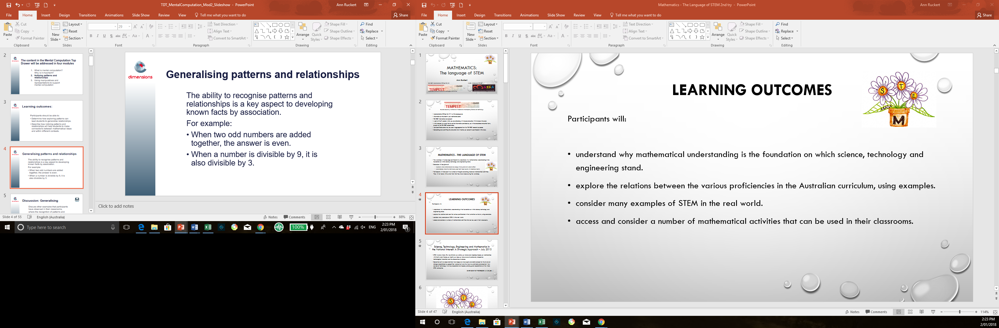 TDT_MentalComputation_Mod2_Slideshow - PowerPoint
Ann Ruckert
File Home Insert Design Transitions Animations Slide Show Review View Tell me what you want to do Share
Paste
Cut
Copy
Format Painter
Clipboard
New Slide
Layout
Reset
Section
Slides
29
Font
Text Direction
Align Text
Convert to SmartArt
Paragraph
Arrange
Quick Styles
Shape Fill
Shape Outline
Shape Effects
Drawing
Find
Replace
Select
Editing
2
The content in the Mental Computation Top
Drawer will be addressed in four modules
1. What is mental computation?
Why is it important?
2. Noticing patterns and
relationships
3. Using manipulatives and
representations to support
mental computation
3
Learning outcomes:
Participants should be able to:
• Determine how exploring patterns can
lead students to generalise relationships.
• Describe how noticing patterns and
relationships will help students to make
connections between mathematical ideas
and within different contexts.
4
Generalising patterns and relationships
The ability to recognise patterns and
relationships is a key aspect to developing
known facts by association.
For example:
• When two odd numbers are added
together, the answer is even.
• When a number is divisible by 9, it is
also divisible by 3.
5
Discussion: Generalising
Discuss other examples that participants
have observed in their classrooms,
where the recognition of patterns and
dimensions
Generalising patterns and relationships
The ability to recognise patterns and
relationships is a key aspect to developing
known facts by association.
For example:
• When two odd numbers are added
together, the answer is even.
• When a number is divisible by 9, it is
also divisible by 3.
Click to add notes
Slide 4 of 55 English (Australia) Notes Comments 88%
Type here to search
100%
ENG
2:23 PM
2/01/2018
Mathematics - The Language of STEM 2nd try - PowerPoint
Ann Ruckert
File Home Insert Design Transitions Animations Slide Show Review View Tell me what you want to do Share
Paste
Cut
Copy
Format Painter
Clipboard
New Slide
Layout
Reset
Section
Slides
Font
Text Direction
Align Text
Convert to SmartArt
Paragraph
Arrange
Quick Styles
Shape Fill
Shape Outline
Shape Effects
Drawing
Find
Replace
Select
Editing
1
MATHEMATICS:
The language of STEM
Ann Ruckert
TEMPEST
MASA
2
TEMPEST
3
MATHEMATICS - THE LANGUAGE OF STEM
4
LEARNING OUTCOMES
5
Science, Technology, Engineering and Mathematics in
the National Interest: A Strategic Approach – July 2013
6
S T E
LEARNING OUTCOMES
S T E
MASA
M
Participants will:
• understand why mathematical understanding is the foundation on which science, technology and
engineering stand.
• explore the relations between the various proficiencies in the Australian curriculum, using examples.
• consider many examples of STEM in the real world.
• access and consider a number of mathematical activities that can be used in their classrooms.
Slide 4 of 47 English (Australia) Notes Comments 114%
2:23 PM
2/01/2018